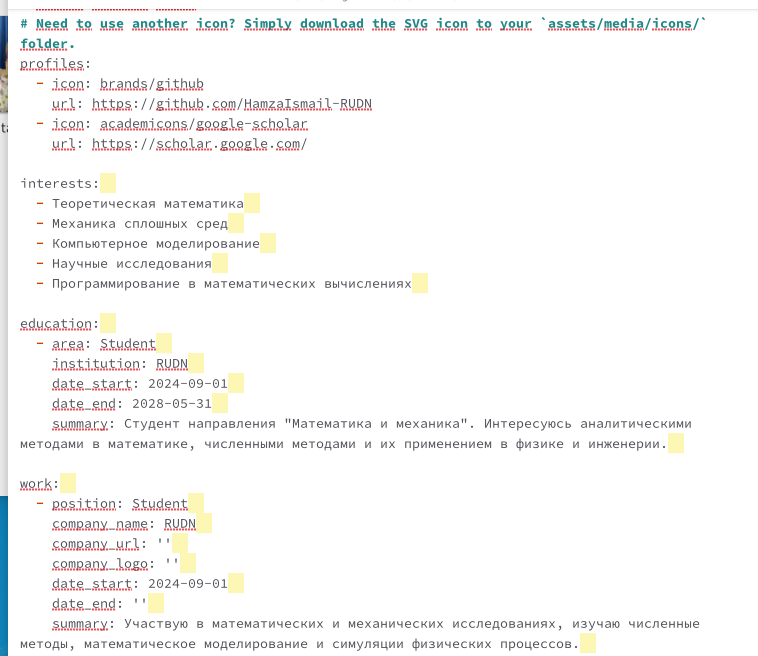 # Need to use another icon? Simply download the SVG icon to your `assets/media/icons/`
folder.
profiles:
  - icon: brands/github
    url: https://github.com/HamzaIsmail-RUDN
  - icon: academicons/google-scholar
    url: https://scholar.google.com/

interests:
  - Теоретическая математика
  - Механика сплошных сред
  - Компьютерное моделирование
  - Научные исследования
  - Программирование в математических вычислениях

education:
  - area: Student
    institution: RUDN
    date_start: 2024-09-01
    date_end: 2028-05-31
    summary: Студент направления "Математика и механика". Интересуюсь аналитическими
методами в математике, численными методами и их применением в физике и инженерии.

work:
  - position: Student
    company_name: RUDN
    company_url: ''
    company_logo: ''
    date_start: 2024-09-01
    date_end: ''
    summary: Участвую в математических и механических исследованиях, изучаю численные
методы, математическое моделирование и симуляции физических процессов.